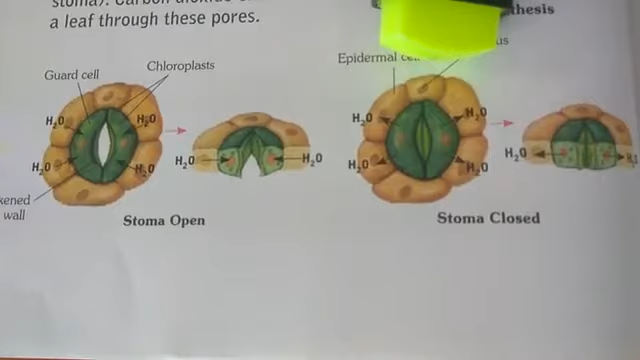 a leaf through these pores.
Guard cell
Chloroplasts
H₂O
H₂O
H₂O
H₂O
H₂O
H₂O
wall
Stoma Open
Epidermal
H₂O
H₂O
H₂O
H₂O
H₂O
Stoma Closed